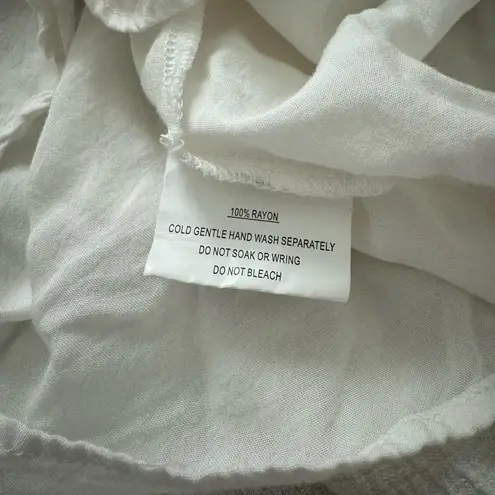 100% RAYON
COLD GENTLE HAND WASH SEPARATELY
DO NOT SOAK OR WRING
DO NOT BLEACH